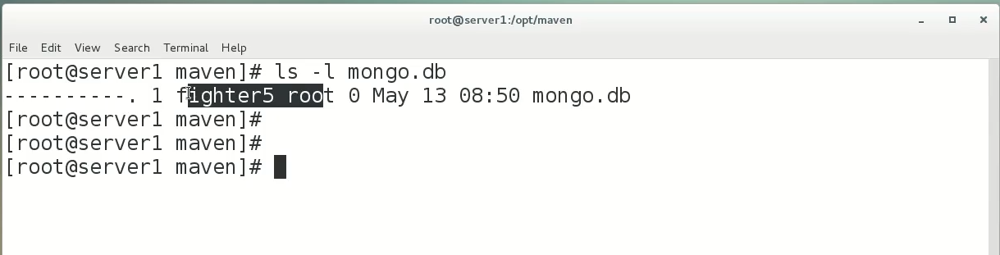 root@server1:/opt/maven
File Edit View Search Terminal Help
[root@server1 maven]# ls -l mongo.db
----------. 1 fighter5 root 0 May 13 08:50 mongo.db
[root@server1 maven]#
[root@server1 maven]#
[root@server1 maven]#